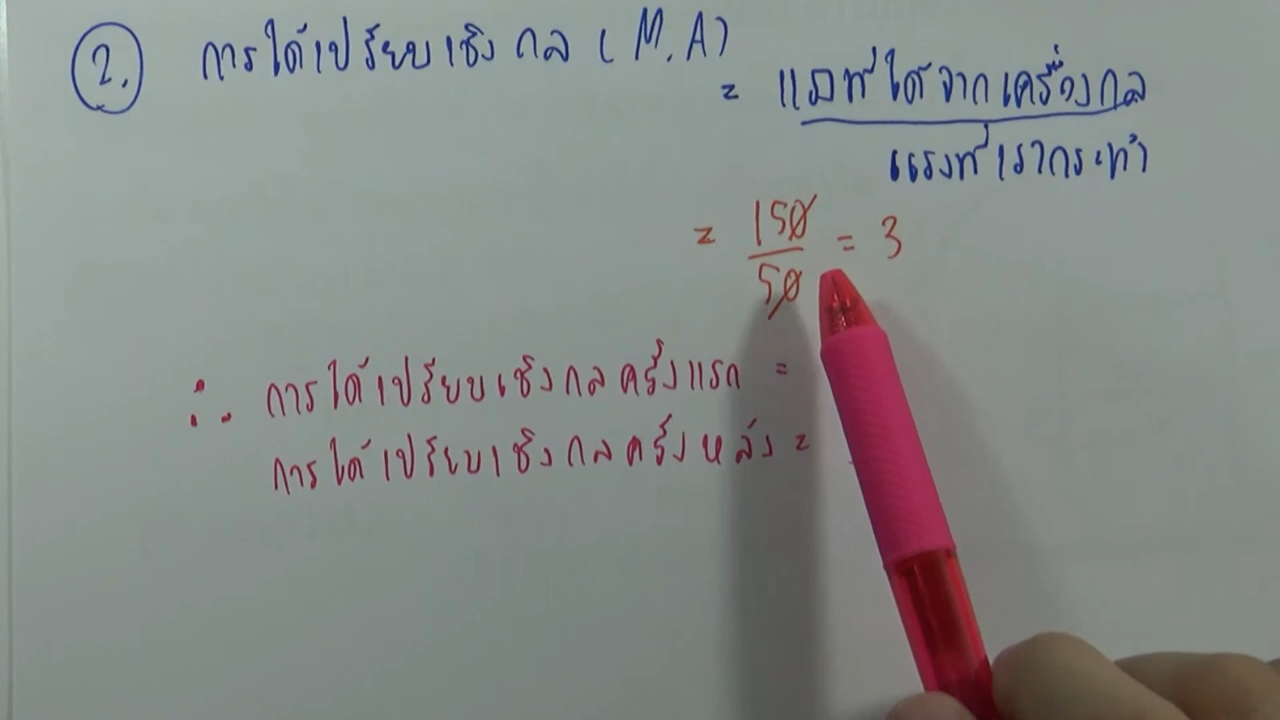 2. การได้เปรียบเชิงกล (M.A)
= แรงที่ได้จากเครื่องกล
แรงที่เรากระทำ
= 150
50
= 3
∴ การได้เปรียบเชิงกลครั้งแรก =
การได้เปรียบเชิงกลครั้งหลัง =